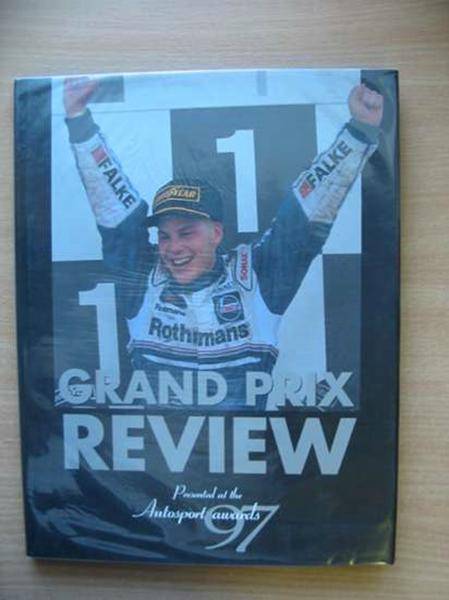 1
1
FALKE
FALKE
GOODYEAR
SONAX
Rothmans
GRAND PRIX
REVIEW
Presented at the
Autosport awards
97